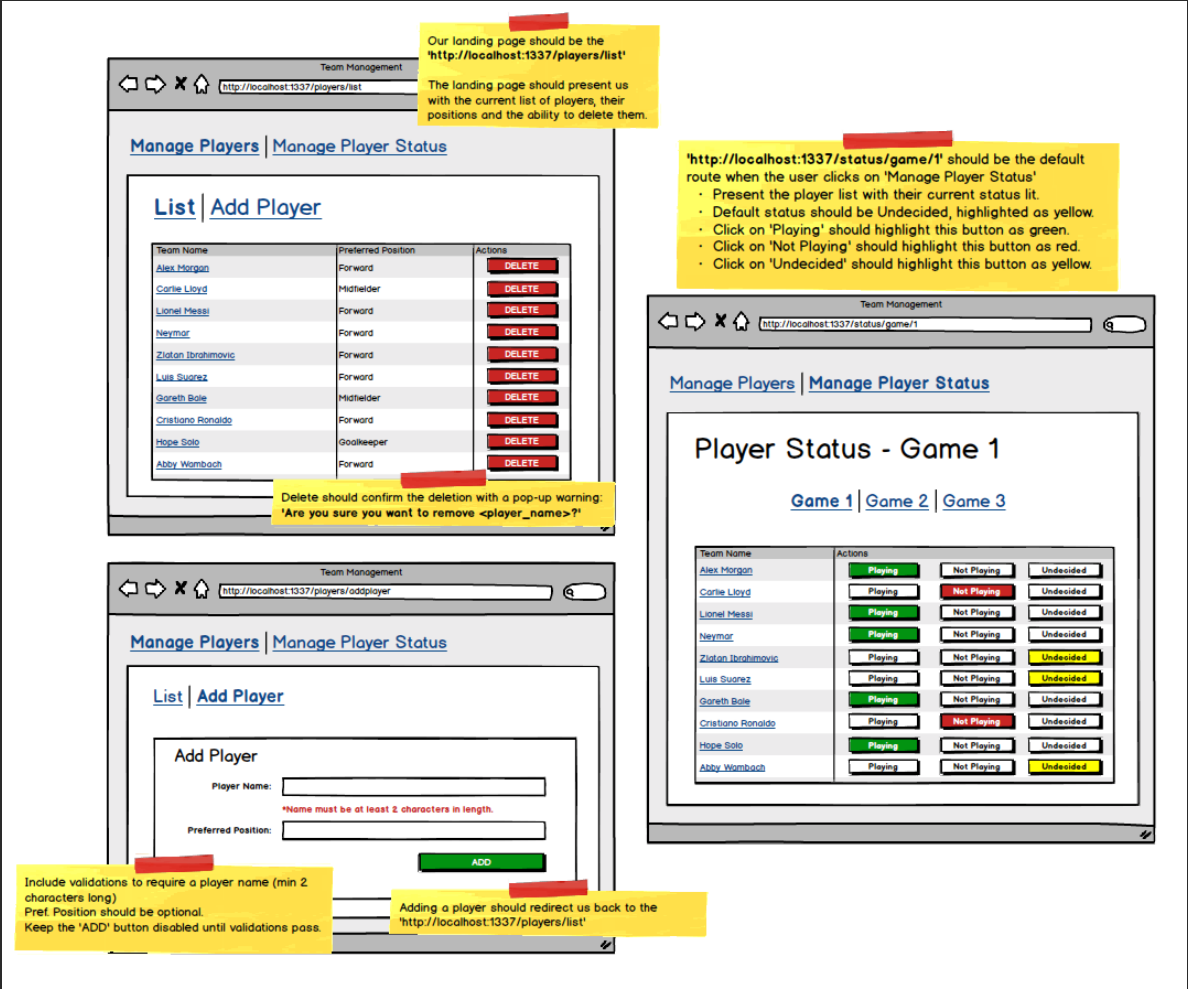 Our landing page should be the
'http://localhost:1337/players/list'
The landing page should present us
with the current list of players, their
positions and the ability to delete them.
Team Management
http://localhost:1337/players/list
Manage Players | Manage Player Status
List | Add Player
Team Name Preferred Position Actions
Alex Morgan Forward DELETE
Carlie Lloyd Midfielder DELETE
Lionel Messi Forward DELETE
Neymar Forward DELETE
Zlatan Ibrahimovic Forward DELETE
Luis Suarez Forward DELETE
Gareth Bale Midfielder DELETE
Cristiano Ronaldo Forward DELETE
Hope Solo Goalkeeper DELETE
Abby Wambach Forward DELETE
Delete should confirm the deletion with a pop-up warning:
'Are you sure you want to remove <player_name>?'
Team Management
http://localhost:1337/players/addplayer
Manage Players | Manage Player Status
List | Add Player
Add Player
Player Name:
*Name must be at least 2 characters in length.
Preferred Position:
ADD
Include validations to require a player name (min 2
characters long)
Pref. Position should be optional.
Keep the 'ADD' button disabled until validations pass.
Adding a player should redirect us back to the
'http://localhost:1337/players/list'
'http://localhost:1337/status/game/1' should be the default
route when the user clicks on 'Manage Player Status'
· Present the player list with their current status lit.
· Default status should be Undecided, highlighted as yellow.
· Click on 'Playing' should highlight this button as green.
· Click on 'Not Playing' should highlight this button as red.
· Click on 'Undecided' should highlight this button as yellow.
Team Management
http://localhost:1337/status/game/1
Manage Players | Manage Player Status
Player Status - Game 1
Game 1 | Game 2 | Game 3
Team Name Actions
Alex Morgan Playing Not Playing Undecided
Carlie Lloyd Playing Not Playing Undecided
Lionel Messi Playing Not Playing Undecided
Neymar Playing Not Playing Undecided
Zlatan Ibrahimovic Playing Not Playing Undecided
Luis Suarez Playing Not Playing Undecided
Gareth Bale Playing Not Playing Undecided
Cristiano Ronaldo Playing Not Playing Undecided
Hope Solo Playing Not Playing Undecided
Abby Wambach Playing Not Playing Undecided